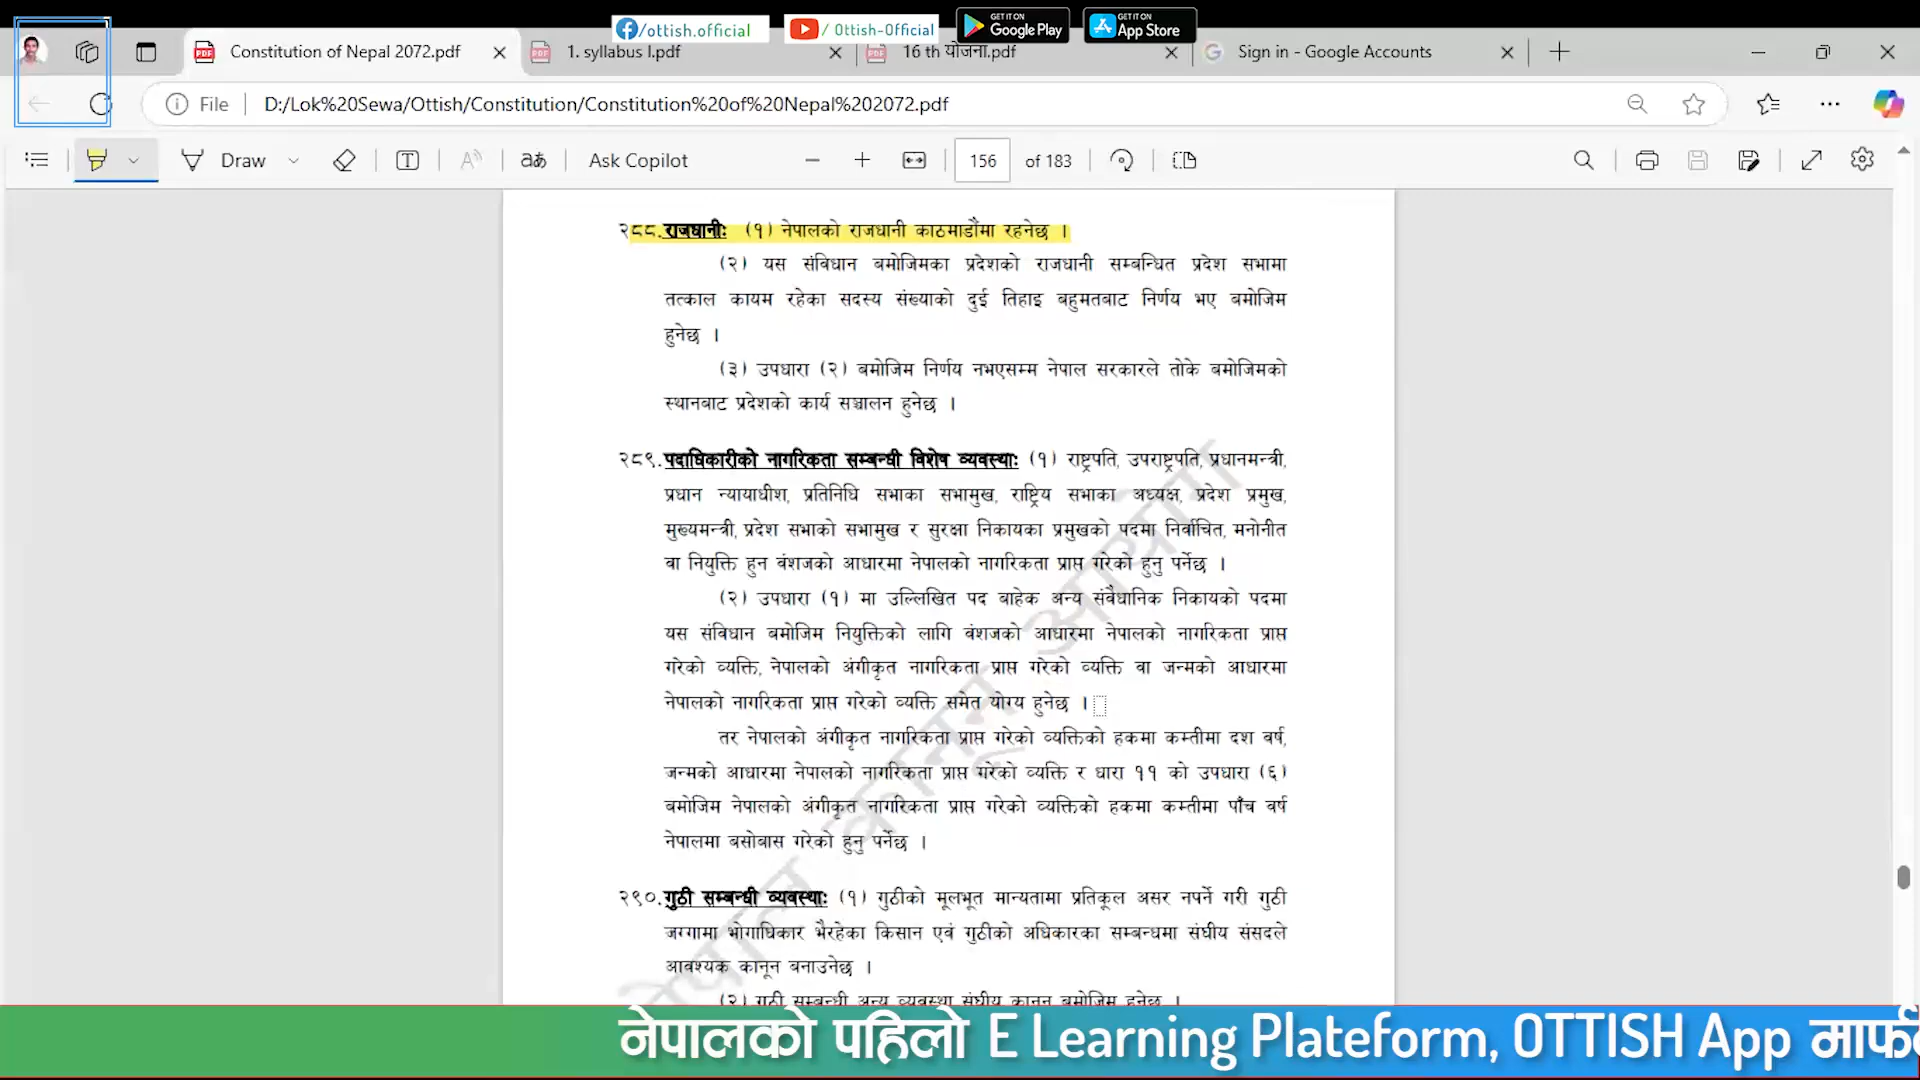 /ottish.official
/ Ottish-Official
GET IT ON
Google Play
GET IT ON
App Store
Constitution of Nepal 2072.pdf
1. syllabus I.pdf
16 th योजना.pdf
Sign in - Google Accounts
File
D:/Lok%20Sewa/Ottish/Constitution/Constitution%20of%20Nepal%202072.pdf
Draw
Ask Copilot
156 of 183
२८८. राजधानीः (१) नेपालको राजधानी काठमाडौंमा रहनेछ ।
(२) यस संविधान बमोजिमका प्रदेशको राजधानी सम्बन्धित प्रदेश सभामा
तत्काल कायम रहेका सदस्य संख्याको दुई तिहाइ बहुमतबाट निर्णय भए बमोजिम
हुनेछ ।
(३) उपधारा (२) बमोजिम निर्णय नभएसम्म नेपाल सरकारले तोके बमोजिमको
स्थानबाट प्रदेशको कार्य सञ्चालन हुनेछ ।
२८९. पदाधिकारीको नागरिकता सम्बन्धी विशेष व्यवस्थाः (१) राष्ट्रपति, उपराष्ट्रपति, प्रधानमन्त्री,
प्रधान न्यायाधीश, प्रतिनिधि सभाका सभामुख, राष्ट्रिय सभाका अध्यक्ष, प्रदेश प्रमुख,
मुख्यमन्त्री, प्रदेश सभाको सभामुख र सुरक्षा निकायका प्रमुखको पदमा निर्वाचित, मनोनीत
वा नियुक्ति हुन वंशजको आधारमा नेपालको नागरिकता प्राप्त गरेको हुनु पर्नेछ ।
(२) उपधारा (१) मा उल्लिखित पद बाहेक अन्य संवैधानिक निकायको पदमा
यस संविधान बमोजिम नियुक्तिको लागि वंशजको आधारमा नेपालको नागरिकता प्राप्त
गरेको व्यक्ति, नेपालको अंगीकृत नागरिकता प्राप्त गरेको व्यक्ति वा जन्मको आधारमा
नेपालको नागरिकता प्राप्त गरेको व्यक्ति समेत योग्य हुनेछ ।
तर नेपालको अंगीकृत नागरिकता प्राप्त गरेको व्यक्तिको हकमा कम्तीमा दश वर्ष,
जन्मको आधारमा नेपालको नागरिकता प्राप्त गरेको व्यक्ति र धारा ११ को उपधारा (६)
बमोजिम नेपालको अंगीकृत नागरिकता प्राप्त गरेको व्यक्तिको हकमा कम्तीमा पाँच वर्ष
नेपालमा बसोबास गरेको हुनु पर्नेछ ।
२९०. गुठी सम्बन्धी व्यवस्थाः (१) गुठीको मूलभूत मान्यतामा प्रतिकूल असर नपर्ने गरी गुठी
जग्गामा भोगाधिकार भैरहेका किसान एवं गुठीको अधिकारका सम्बन्धमा संघीय संसदले
आवश्यक कानून बनाउनेछ ।
(२) गुठी सम्बन्धी अन्य व्यवस्था संघीय कानून बमोजिम हुनेछ ।
नेपाल कानून आयोग
नेपालको पहिलो E Learning Plateform, OTTISH App